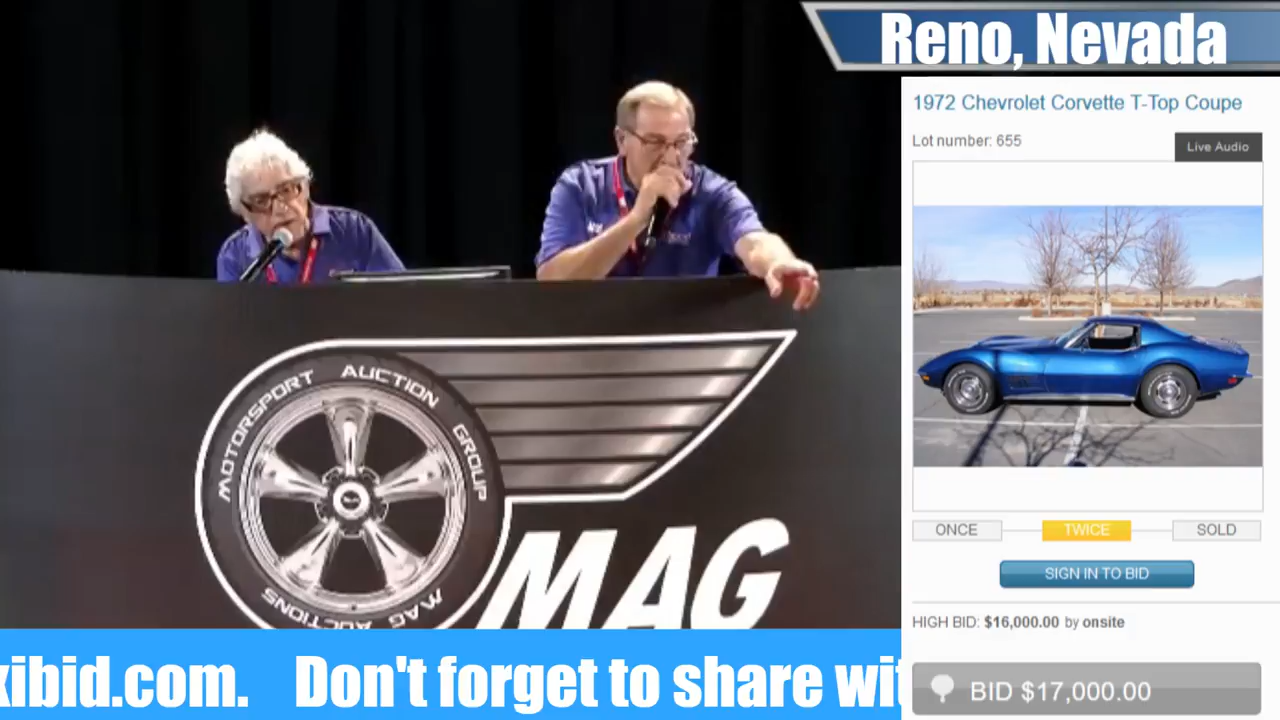 Reno, Nevada
1972 Chevrolet Corvette T-Top Coupe
Lot number: 655
Live Audio
MOTORSPORT AUCTION GROUP
MAG AUCTIONS
MAG
ONCE
TWICE
SOLD
SIGN IN TO BID
HIGH BID: $16,000.00 by onsite
BID $17,000.00
xibid.com. Don't forget to share wit